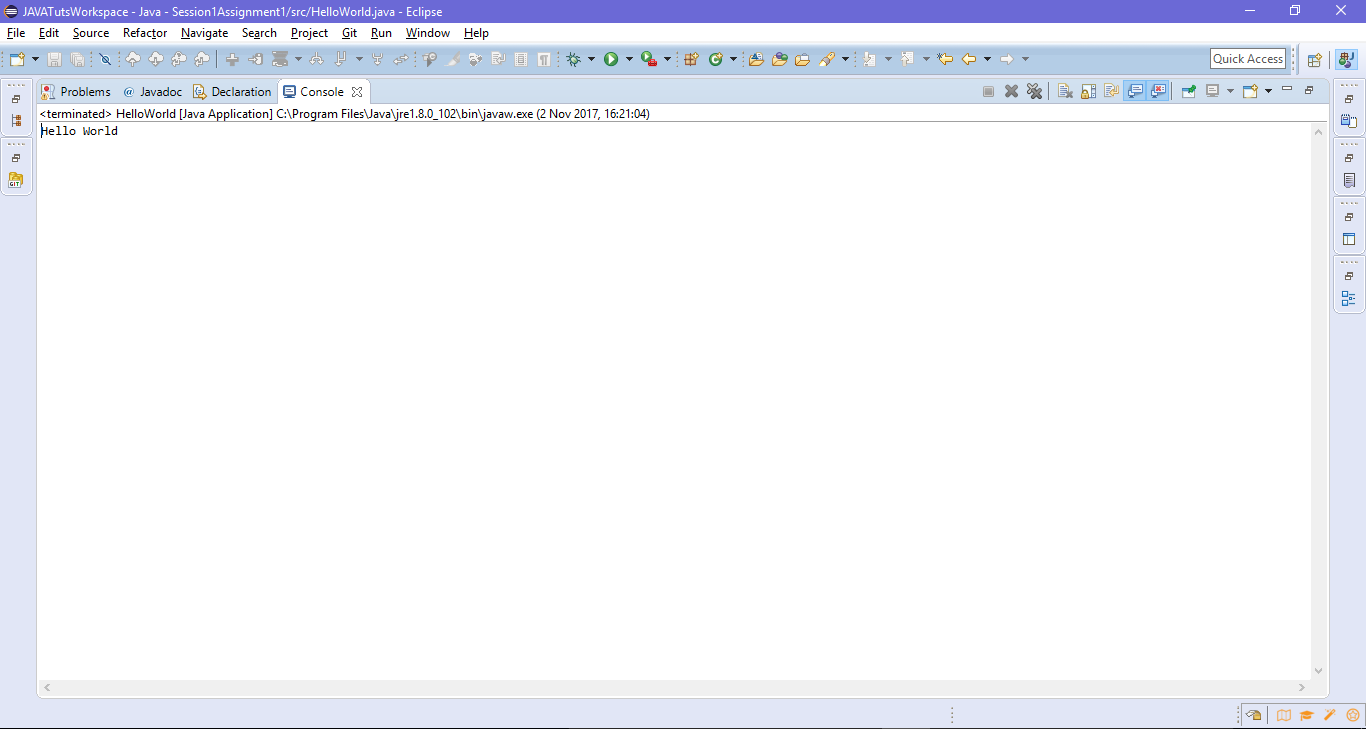 JAVATutsWorkspace - Java - Session1Assignment1/src/HelloWorld.java - Eclipse
File Edit Source Refactor Navigate Search Project Git Run Window Help
Quick Access
Problems @ Javadoc Declaration Console
<terminated> HelloWorld [Java Application] C:\Program Files\Java\jre1.8.0_102\bin\javaw.exe (2 Nov 2017, 16:21:04)
Hello World
GIT